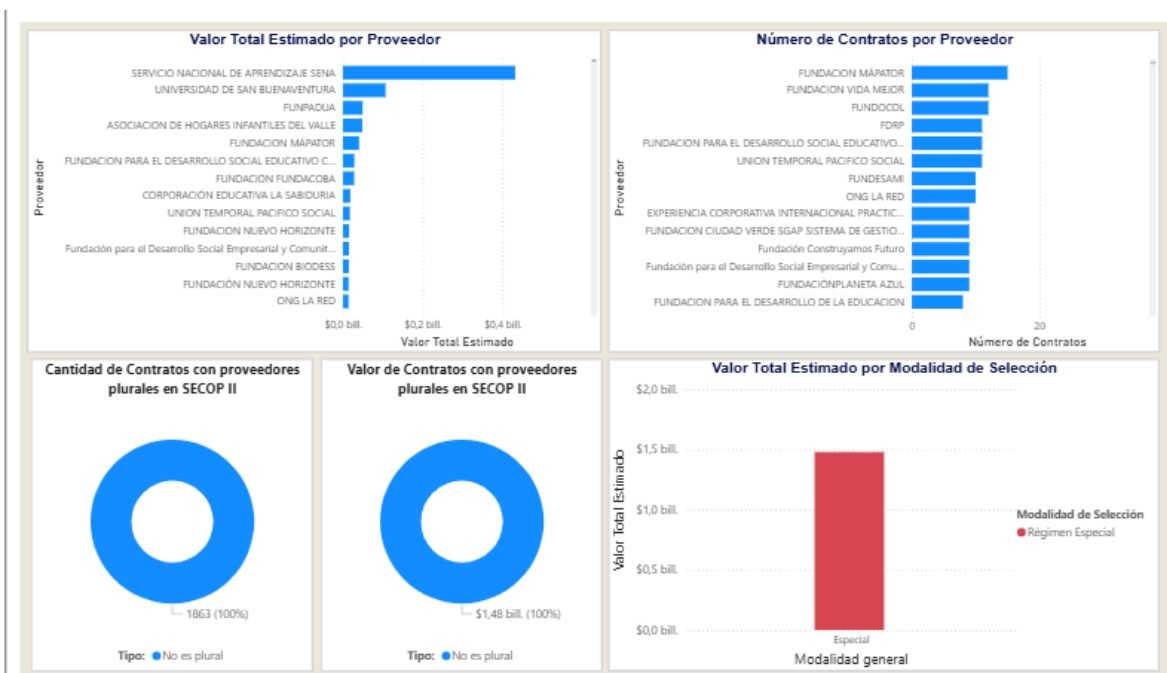 Valor Total Estimado por Proveedor
Proveedor
SERVICIO NACIONAL DE APRENDIZAJE SENA
UNIVERSIDAD DE SAN BUENAVENTURA
FUNPADUA
ASOCIACION DE HOGARES INFANTILES DEL VALLE
FUNDACION MÁPATOR
FUNDACION PARA EL DESARROLLO SOCIAL EDUCATIVO C...
FUNDACION FUNDACOBA
CORPORACIÓN EDUCATIVA LA SABIDURIA
UNION TEMPORAL PACIFICO SOCIAL
FUNDACION NUEVO HORIZONTE
Fundación para el Desarrollo Social Empresarial y Comunit...
FUNDACION BIODESS
FUNDACIÓN NUEVO HORIZONTE
ONG LA RED
$0,0 bill. $0,2 bill. $0,4 bill.
Valor Total Estimado
Número de Contratos por Proveedor
Proveedor
FUNDACION MÁPATOR
FUNDACION VIDA MEJOR
FUNDOCOL
FDRP
FUNDACION PARA EL DESARROLLO SOCIAL EDUCATIVO...
UNION TEMPORAL PACIFICO SOCIAL
FUNDESAMI
ONG LA RED
EXPERIENCIA CORPORATIVA INTERNACIONAL PRACTIC...
FUNDACION CIUDAD VERDE SGAP SISTEMA DE GESTIO...
Fundación Construyamos Futuro
Fundación para el Desarrollo Social Empresarial y Comu...
FUNDACIÓNPLANETA AZUL
FUNDACION PARA EL DESARROLLO DE LA EDUCACION
0 20
Número de Contratos
Cantidad de Contratos con proveedores
plurales en SECOP II
1863 (100%)
Tipo: No es plural
Valor de Contratos con proveedores
plurales en SECOP II
$1,48 bill. (100%)
Tipo: No es plural
Valor Total Estimado por Modalidad de Selección
Valor Total Estimado
$2,0 bill.
$1,5 bill.
$1,0 bill.
$0,5 bill.
$0,0 bill.
Especial
Modalidad general
Modalidad de Selección
Régimen Especial